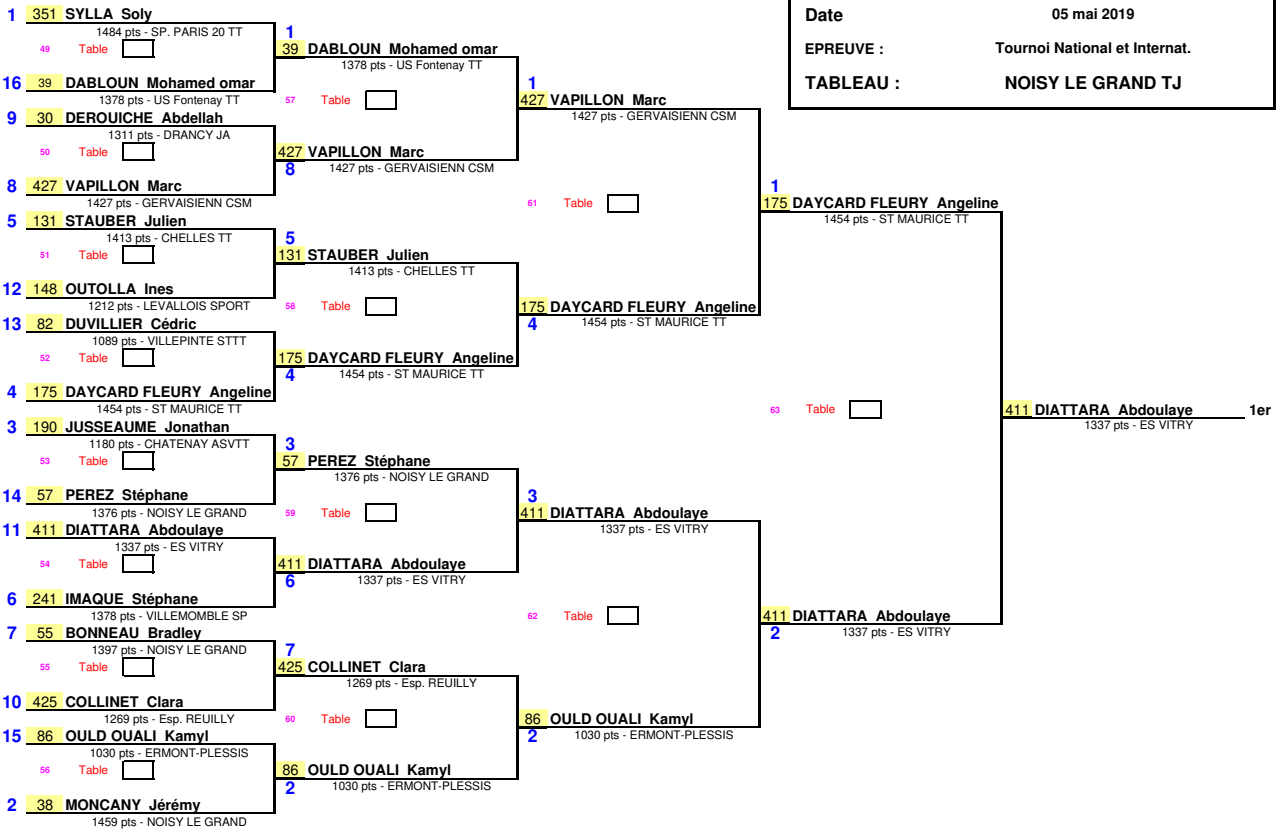 Date 05 mai 2019
EPREUVE : Tournoi National et Internat.
TABLEAU : NOISY LE GRAND TJ
1 351 SYLLA Soly
1484 pts - SP. PARIS 20 TT
49 Table
16 39 DABLOUN Mohamed omar
1378 pts - US Fontenay TT
9 30 DEROUICHE Abdellah
1311 pts - DRANCY JA
50 Table
8 427 VAPILLON Marc
1427 pts - GERVAISIENN CSM
5 131 STAUBER Julien
1413 pts - CHELLES TT
51 Table
12 148 OUTOLLA Ines
1212 pts - LEVALLOIS SPORT
13 82 DUVILLIER Cédric
1089 pts - VILLEPINTE STTT
52 Table
4 175 DAYCARD FLEURY Angeline
1454 pts - ST MAURICE TT
3 190 JUSSEAUME Jonathan
1180 pts - CHATENAY ASVTT
53 Table
14 57 PEREZ Stéphane
1376 pts - NOISY LE GRAND
11 411 DIATTARA Abdoulaye
1337 pts - ES VITRY
54 Table
6 241 IMAQUE Stéphane
1378 pts - VILLEMOMBLE SP
7 55 BONNEAU Bradley
1397 pts - NOISY LE GRAND
55 Table
10 425 COLLINET Clara
1269 pts - Esp. REUILLY
15 86 OULD OUALI Kamyl
1030 pts - ERMONT-PLESSIS
56 Table
2 38 MONCANY Jérémy
1459 pts - NOISY LE GRAND
1
39 DABLOUN Mohamed omar
1378 pts - US Fontenay TT
57 Table
427 VAPILLON Marc
8 1427 pts - GERVAISIENN CSM
5
131 STAUBER Julien
1413 pts - CHELLES TT
58 Table
175 DAYCARD FLEURY Angeline
4 1454 pts - ST MAURICE TT
3
57 PEREZ Stéphane
1376 pts - NOISY LE GRAND
59 Table
411 DIATTARA Abdoulaye
6 1337 pts - ES VITRY
7
425 COLLINET Clara
1269 pts - Esp. REUILLY
60 Table
86 OULD OUALI Kamyl
2 1030 pts - ERMONT-PLESSIS
1
427 VAPILLON Marc
1427 pts - GERVAISIENN CSM
61 Table
175 DAYCARD FLEURY Angeline
4 1454 pts - ST MAURICE TT
3
411 DIATTARA Abdoulaye
1337 pts - ES VITRY
62 Table
86 OULD OUALI Kamyl
2 1030 pts - ERMONT-PLESSIS
1
175 DAYCARD FLEURY Angeline
1454 pts - ST MAURICE TT
63 Table
411 DIATTARA Abdoulaye
2 1337 pts - ES VITRY
411 DIATTARA Abdoulaye 1er
1337 pts - ES VITRY